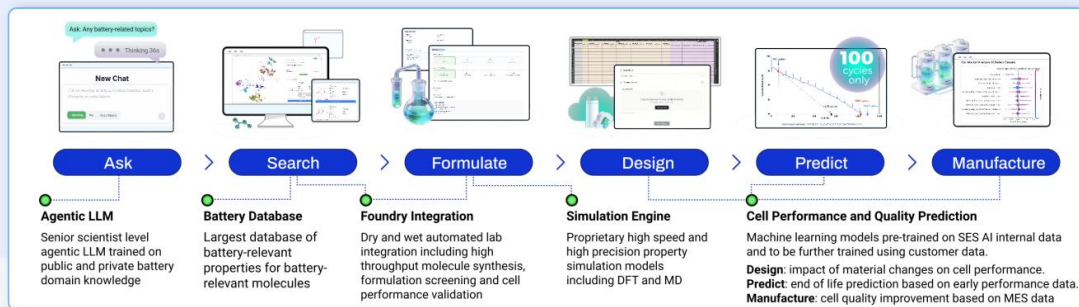 Ask: Any battery-related topics?
Thinking 36s
New Chat
100
cycles
only
Ask
Search
Formulate
Design
Predict
Manufacture
Agentic LLM
Senior scientist level
agentic LLM trained on
public and private battery
domain knowledge
Battery Database
Largest database of
battery-relevant
properties for battery-
relevant molecules
Foundry Integration
Dry and wet automated lab
integration including high
throughput molecule synthesis,
formulation screening and cell
performance validation
Simulation Engine
Proprietary high speed and
high precision property
simulation models
including DFT and MD
Cell Performance and Quality Prediction
Machine learning models pre-trained on SES AI internal data
and to be further trained using customer data.
Design: impact of material changes on cell performance.
Predict: end of life prediction based on early performance data.
Manufacture: cell quality improvement based on MES data